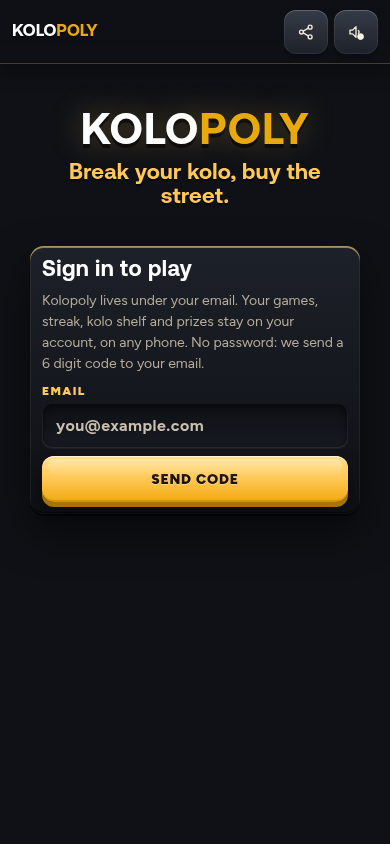 KOLOPOLY
KOLOPOLY
Break your kolo, buy the
street.
Sign in to play
Kolopoly lives under your email. Your games,
streak, kolo shelf and prizes stay on your
account, on any phone. No password: we send a
6 digit code to your email.
EMAIL
you@example.com
SEND CODE